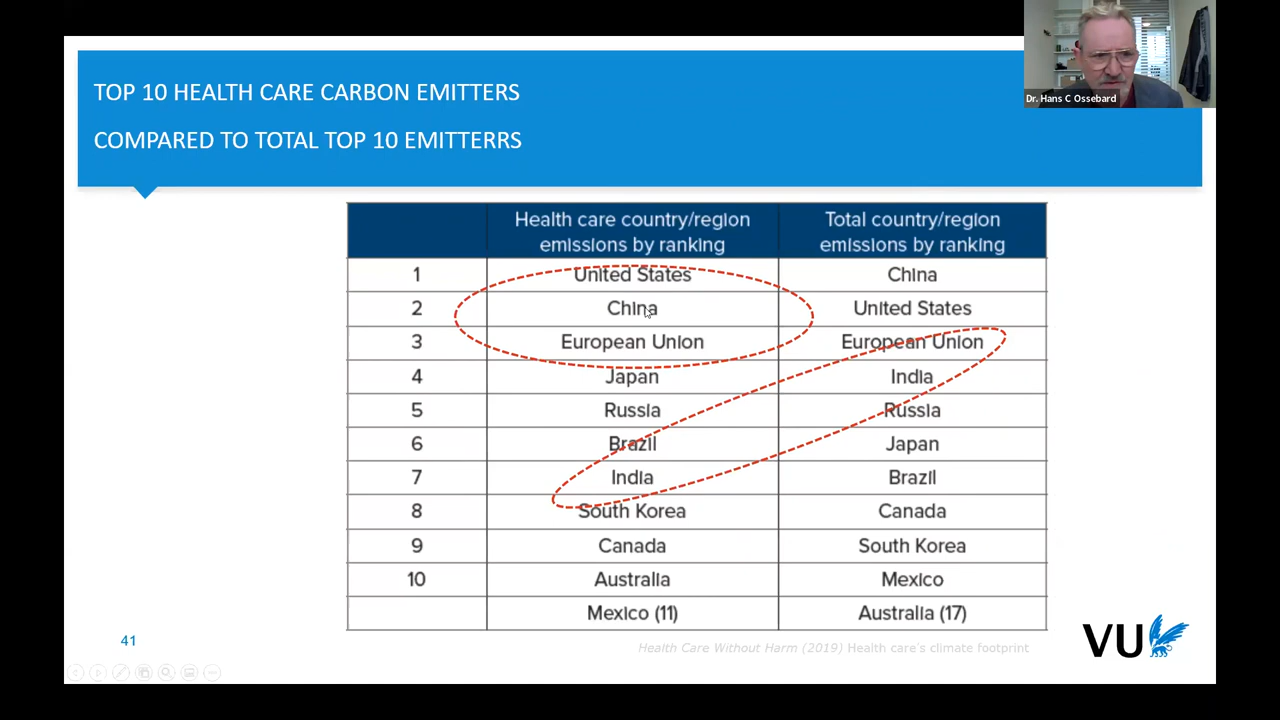 TOP 10 HEALTH CARE CARBON EMITTERS
COMPARED TO TOTAL TOP 10 EMITTERRS
Dr. Hans C Ossebard
Health care country/region emissions by ranking
Total country/region emissions by ranking
1 United States China
2 China United States
3 European Union European Union
4 Japan India
5 Russia Russia
6 Brazil Japan
7 India Brazil
8 South Korea Canada
9 Canada South Korea
10 Australia Mexico
Mexico (11) Australia (17)
41
Health Care Without Harm (2019) Health care's climate footprint
VU